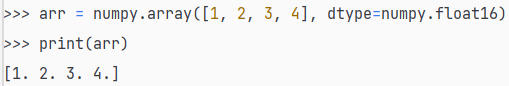 >>> arr = numpy.array([1, 2, 3, 4], dtype=numpy.float16)
>>> print(arr)
[1. 2. 3. 4.]